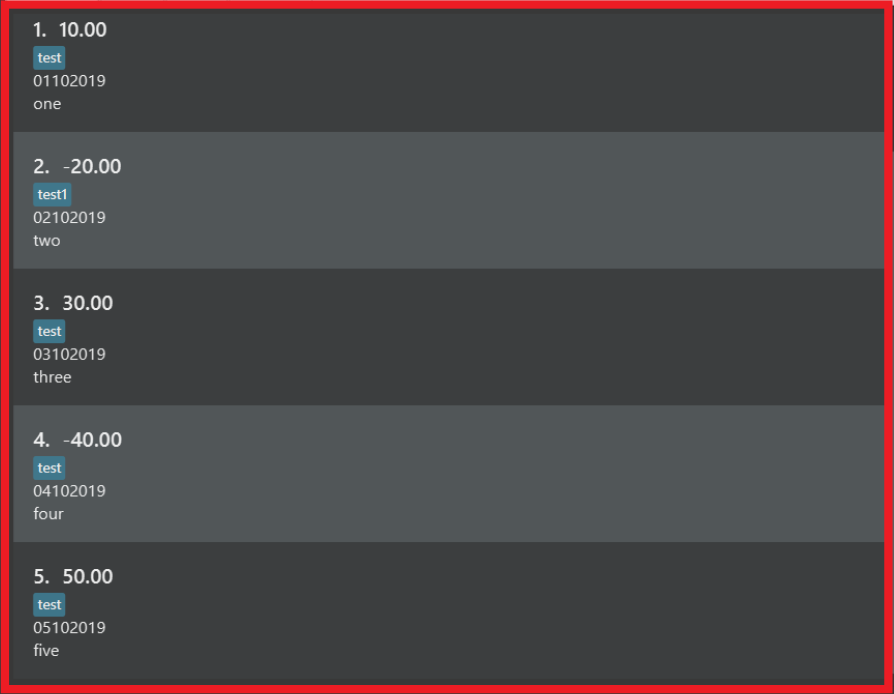 1. 10.00
test
01102019
one
2. -20.00
test1
02102019
two
3. 30.00
test
03102019
three
4. -40.00
test
04102019
four
5. 50.00
test
05102019
five